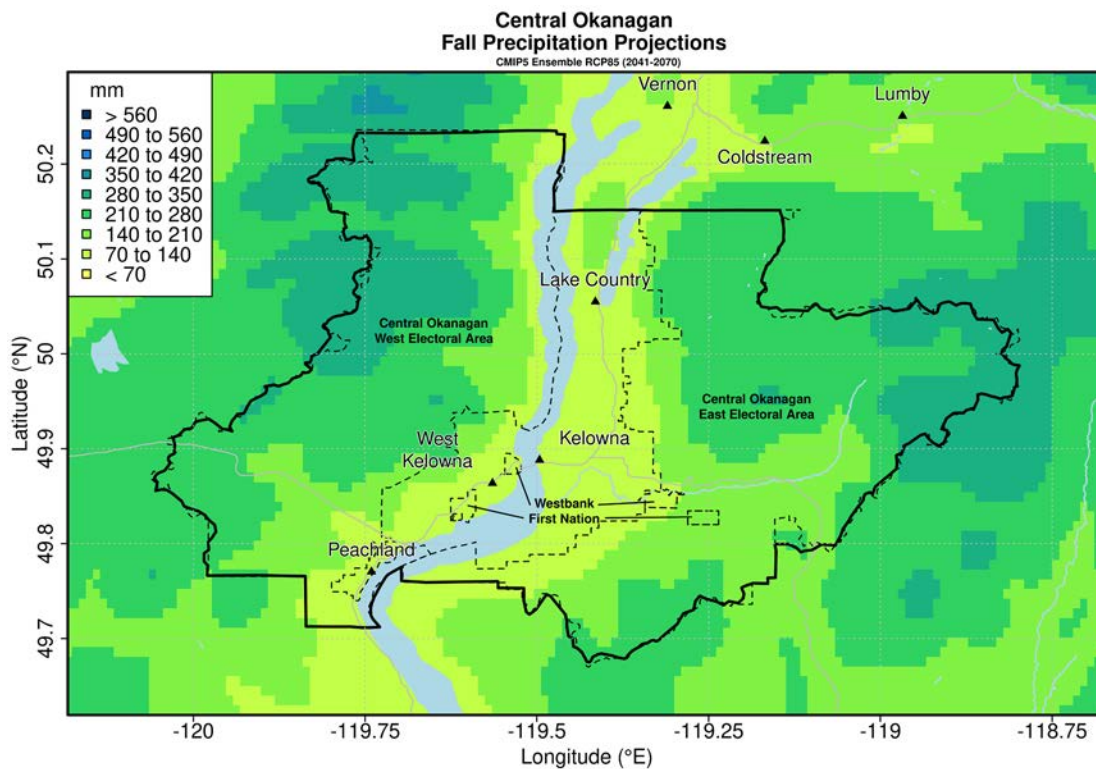 Central Okanagan
Fall Precipitation Projections
CMIP5 Ensemble RCP85 (2041-2070)
mm
> 560
490 to 560
420 to 490
350 to 420
280 to 350
210 to 280
140 to 210
70 to 140
< 70
Vernon
Lumby
Coldstream
Lake Country
Central Okanagan
West Electoral Area
Central Okanagan
East Electoral Area
West
Kelowna
Kelowna
Westbank
First Nation
Peachland
50.2
50.1
50
49.9
49.8
49.7
Latitude (°N)
-120
-119.75
-119.5
-119.25
-119
-118.75
Longitude (°E)